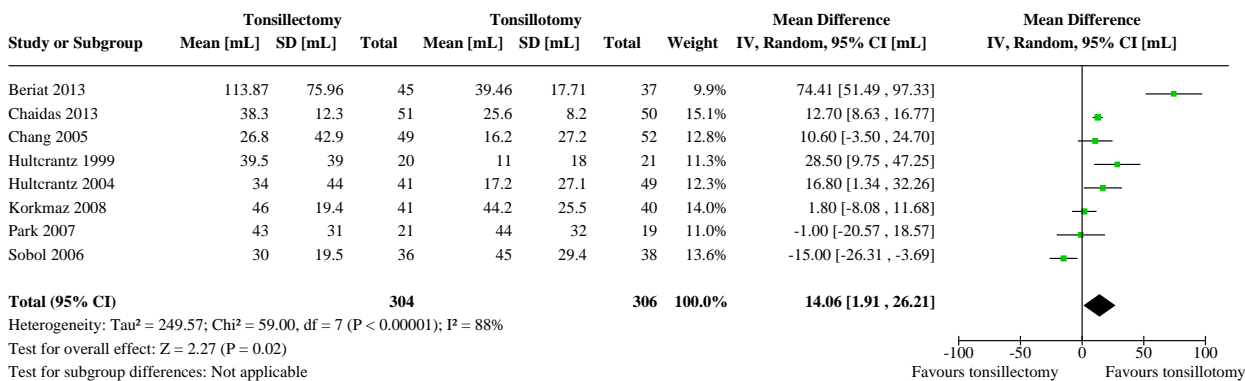 Tonsillectomy Tonsillotomy Mean Difference Mean Difference
Study or Subgroup Mean [mL] SD [mL] Total Mean [mL] SD [mL] Total Weight IV, Random, 95% CI [mL] IV, Random, 95% CI [mL]
Beriat 2013 113.87 75.96 45 39.46 17.71 37 9.9% 74.41 [51.49 , 97.33]
Chaidas 2013 38.3 12.3 51 25.6 8.2 50 15.1% 12.70 [8.63 , 16.77]
Chang 2005 26.8 42.9 49 16.2 27.2 52 12.8% 10.60 [-3.50 , 24.70]
Hultcrantz 1999 39.5 39 20 11 18 21 11.3% 28.50 [9.75 , 47.25]
Hultcrantz 2004 34 44 41 17.2 27.1 49 12.3% 16.80 [1.34 , 32.26]
Korkmaz 2008 46 19.4 41 44.2 25.5 40 14.0% 1.80 [-8.08 , 11.68]
Park 2007 43 31 21 44 32 19 11.0% -1.00 [-20.57 , 18.57]
Sobol 2006 30 19.5 36 45 29.4 38 13.6% -15.00 [-26.31 , -3.69]
Total (95% CI) 304 306 100.0% 14.06 [1.91 , 26.21]
Heterogeneity: Tau² = 249.57; Chi² = 59.00, df = 7 (P < 0.00001); I² = 88%
Test for overall effect: Z = 2.27 (P = 0.02)
-100 -50 0 50 100
Test for subgroup differences: Not applicable Favours tonsillectomy Favours tonsillotomy